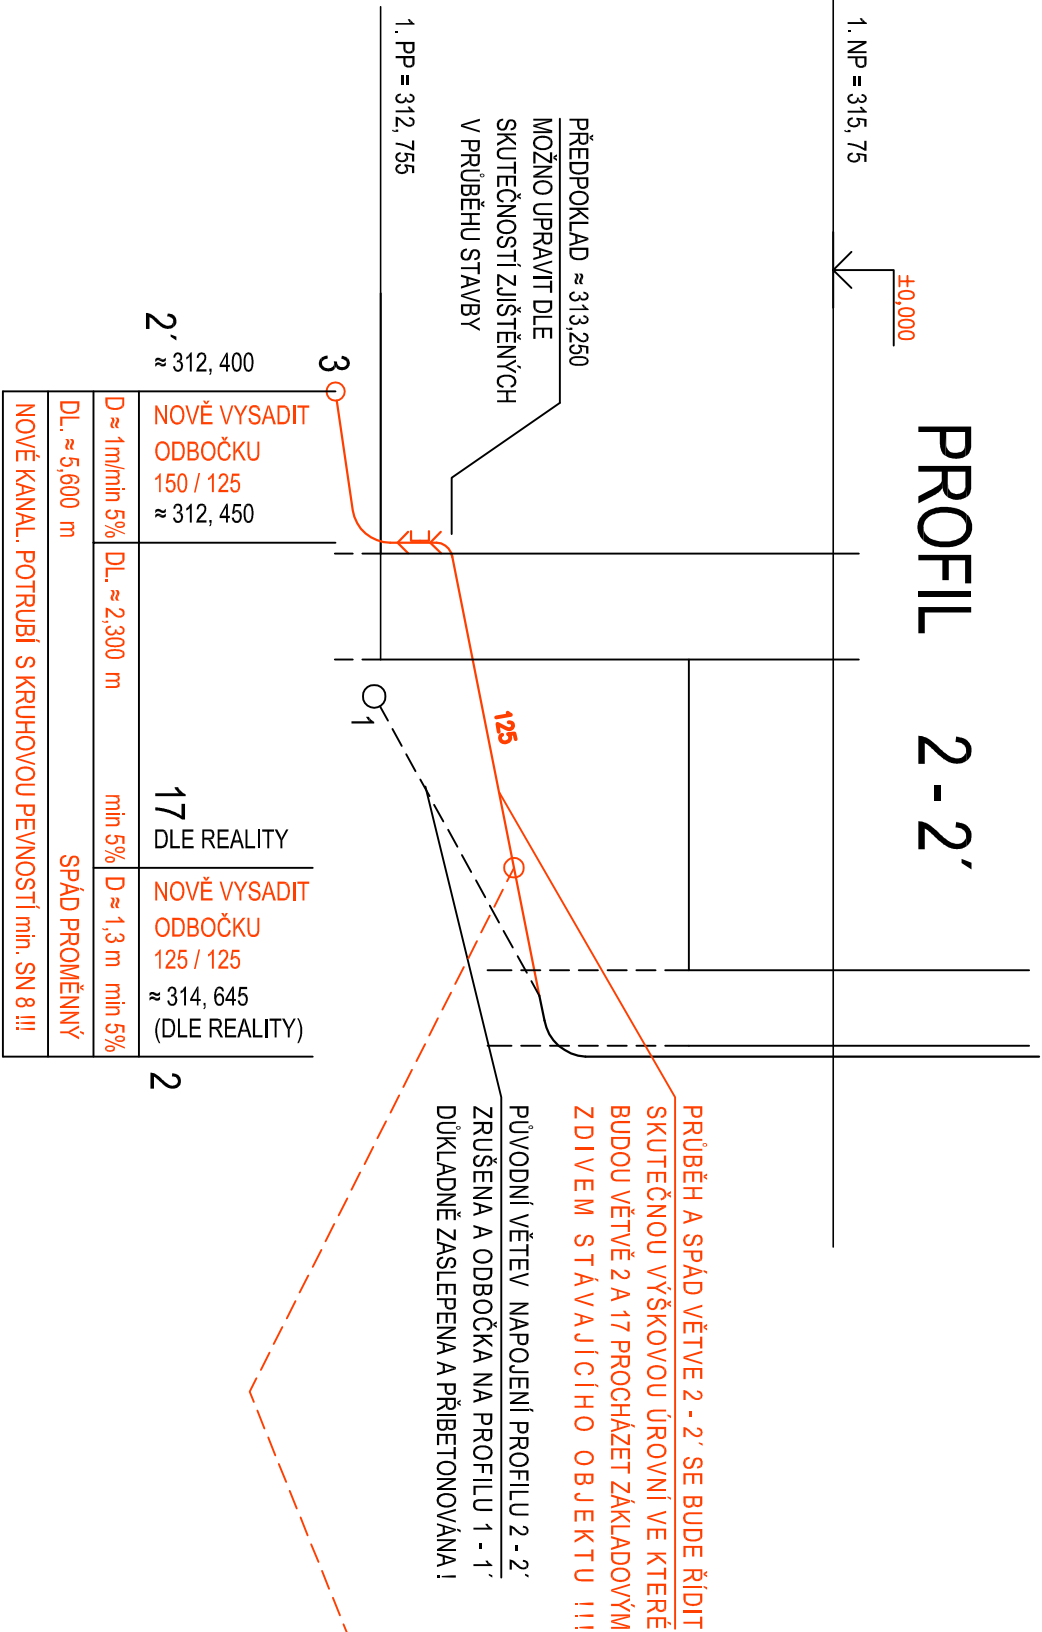 PROFIL 2 - 2´
±0,000
1. NP = 315, 75
PŘEDPOKLAD ≈ 313,250
MOŽNO UPRAVIT DLE
SKUTEČNOSTÍ ZJIŠTĚNÝCH
V PRŮBĚHU STAVBY
1. PP = 312, 755
125
1
3
PRŮBĚH A SPÁD VĚTVE 2 - 2´ SE BUDE ŘÍDIT
SKUTEČNOU VÝŠKOVOU ÚROVNÍ VE KTERÉ
BUDOU VĚTVĚ 2 A 17 PROCHÁZET ZÁKLADOVÝM
ZDIVEM STÁVAJÍCÍHO OBJEKTU !!!
PŮVODNÍ VĚTEV NAPOJENÍ PROFILU 2 - 2´
ZRUŠENA A ODBOČKA NA PROFILU 1 - 1´
DŮKLADNĚ ZASLEPENA A PŘIBETONOVÁNA !
2´
≈ 312, 400
NOVĚ VYSADIT
ODBOČKU
150 / 125
≈ 312, 450
17
DLE REALITY
NOVĚ VYSADIT
ODBOČKU
125 / 125
≈ 314, 645
(DLE REALITY)
2
D ≈ 1m/min 5% DL. ≈ 2,300 m min 5% D ≈ 1,3 m min 5%
DL. ≈ 5,600 m SPÁD PROMĚNNÝ
NOVÉ KANAL. POTRUBÍ S KRUHOVOU PEVNOSTÍ min. SN 8 !!!